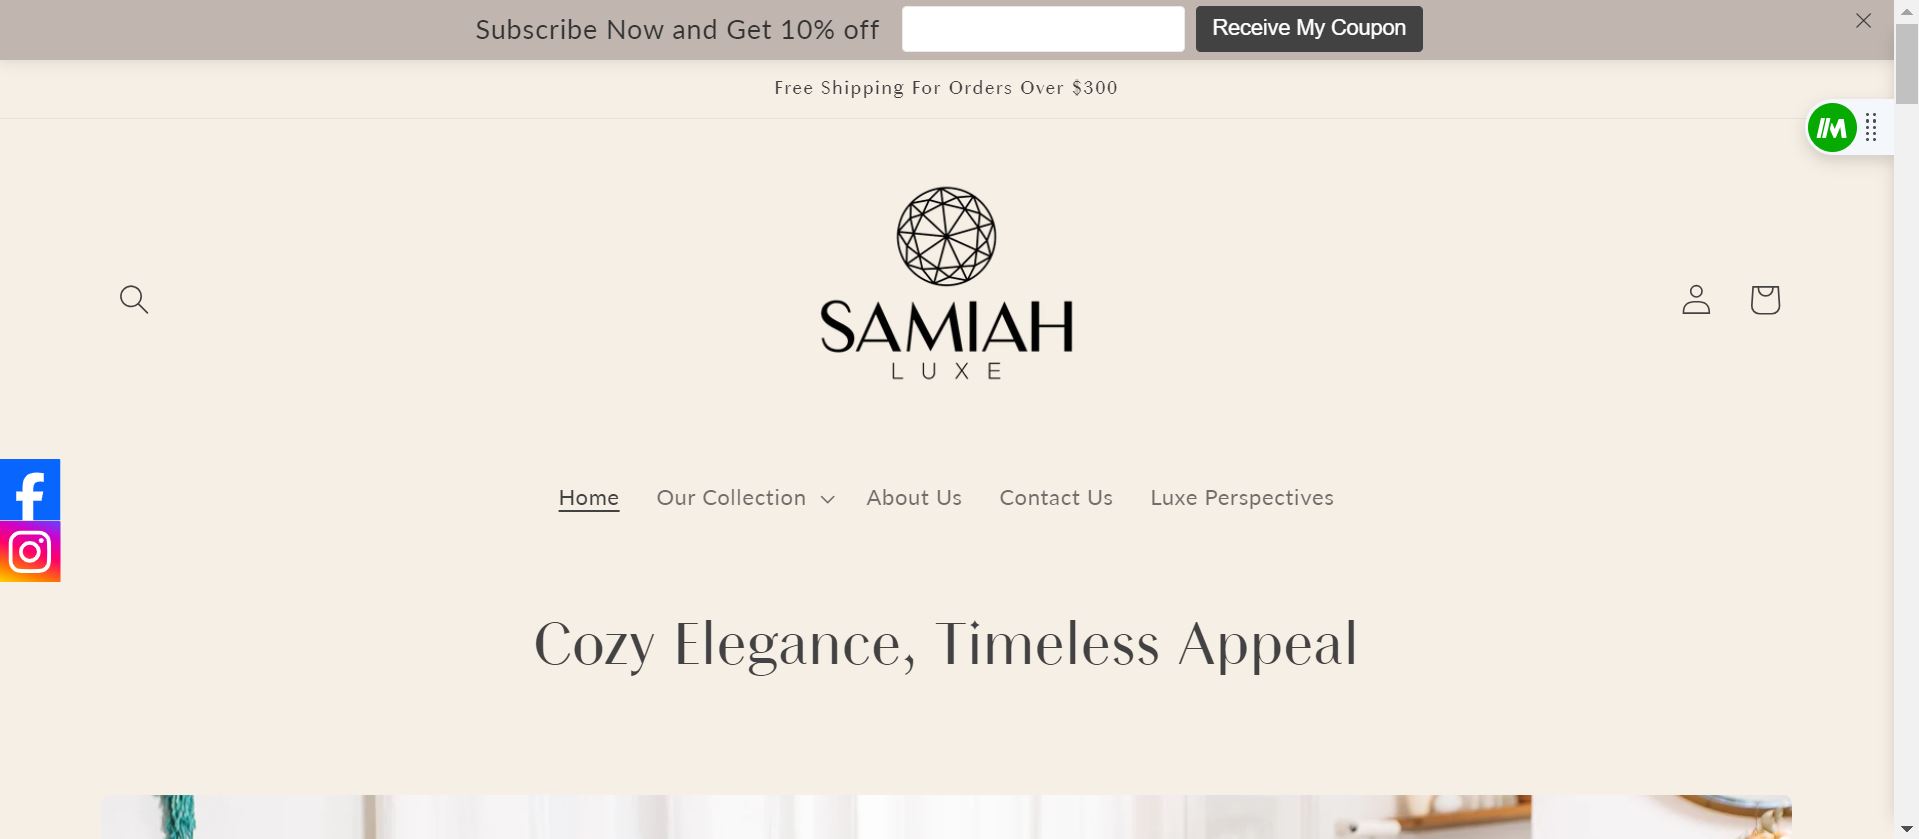 Subscribe Now and Get 10% off
Receive My Coupon
Free Shipping For Orders Over $300
SAMIAH
LUXE
Home
Our Collection
About Us
Contact Us
Luxe Perspectives
Cozy Elegance, Timeless Appeal